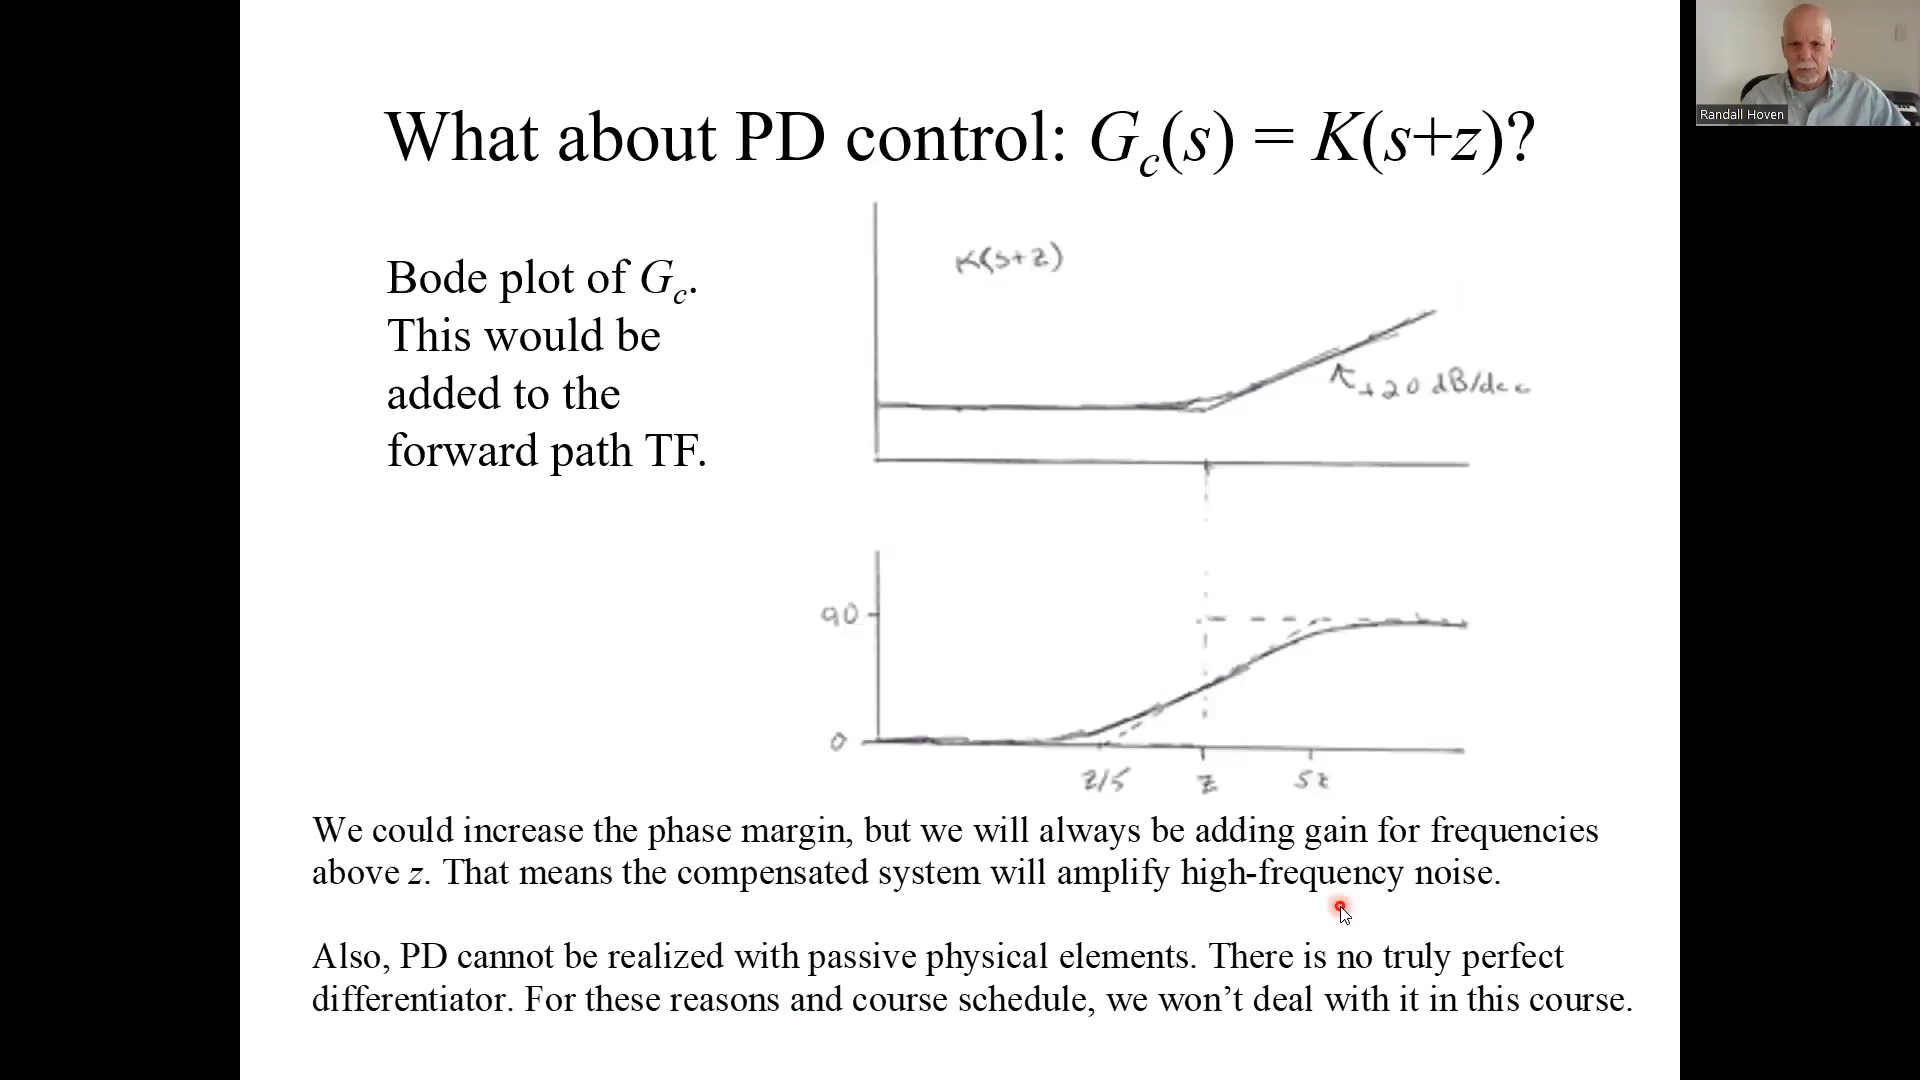 Randall Hoven
What about PD control: Gc(s) = K(s+z)?
Bode plot of Gc.
This would be
added to the
forward path TF.
K(s+z)
+20 dB/dec
90
0
z/5 z 5z
We could increase the phase margin, but we will always be adding gain for frequencies
above z. That means the compensated system will amplify high-frequency noise.
Also, PD cannot be realized with passive physical elements. There is no truly perfect
differentiator. For these reasons and course schedule, we won’t deal with it in this course.